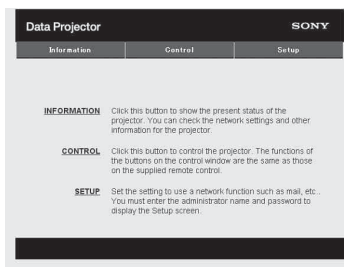 Data Projector SONY
Information Control Setup
INFORMATION Click this button to show the present status of the
projector. You can check the network settings and other
information for the projector.
CONTROL Click this button to control the projector. The functions of
the buttons on the control window are the same as those
on the supplied remote control.
SETUP Set the setting to use a network function such as mail, etc..
You must enter the administrator name and password to
display the Setup screen.